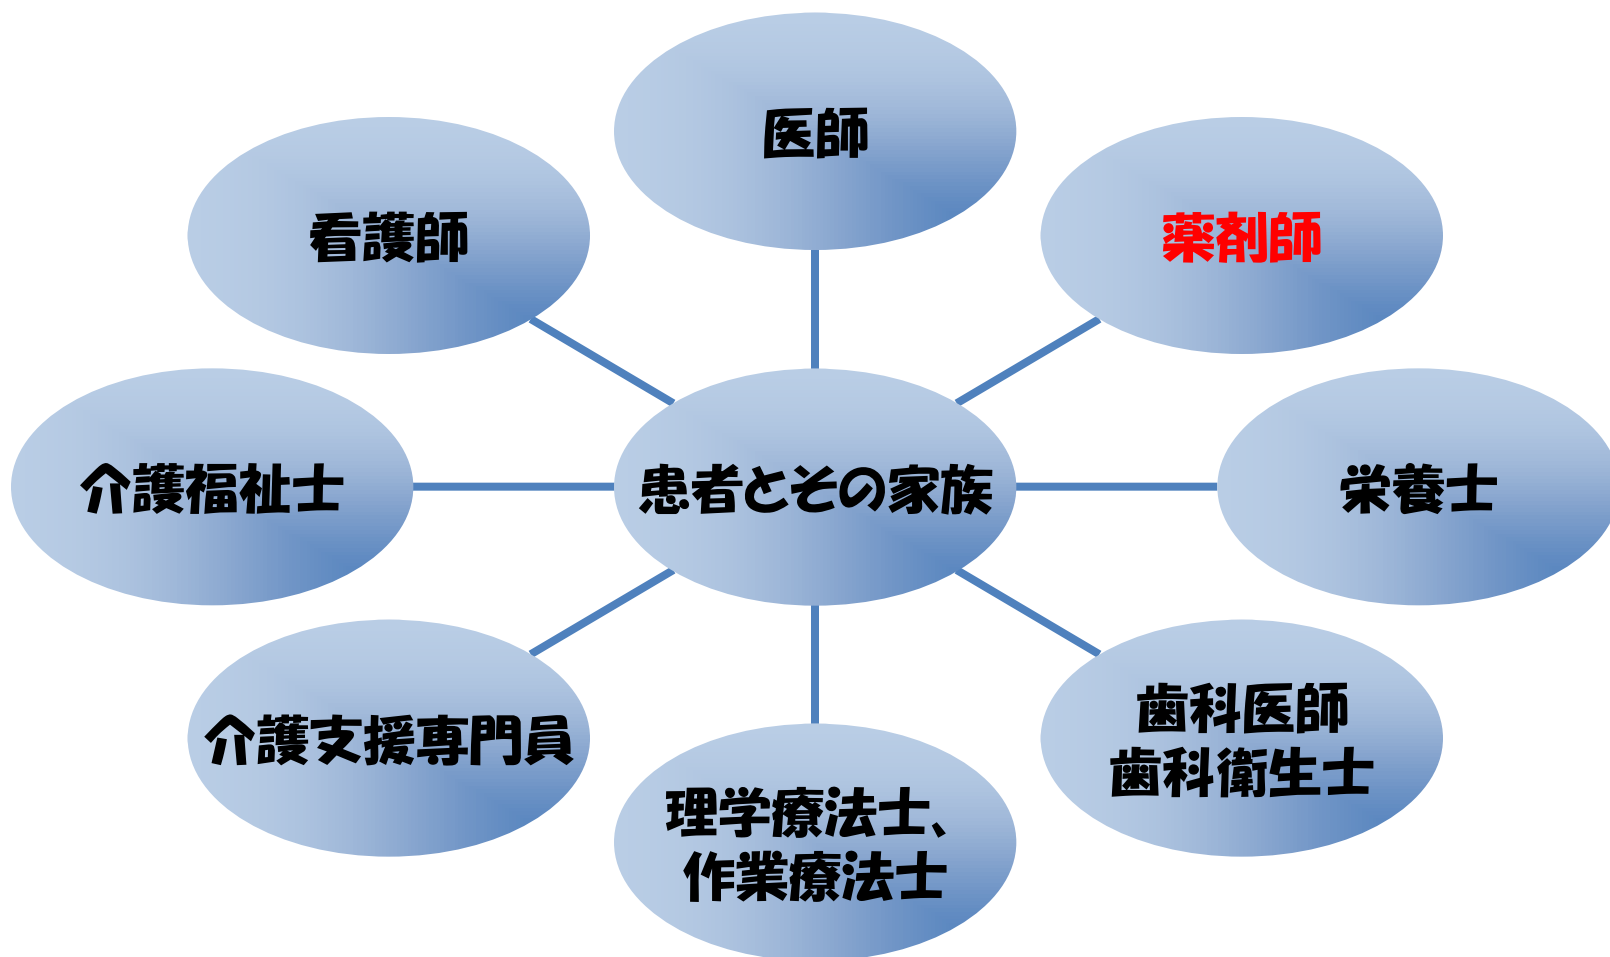 医師
看護師
薬剤師
介護福祉士
患者とその家族
栄養士
介護支援専門員
歯科医師
歯科衛生士
理学療法士、
作業療法士